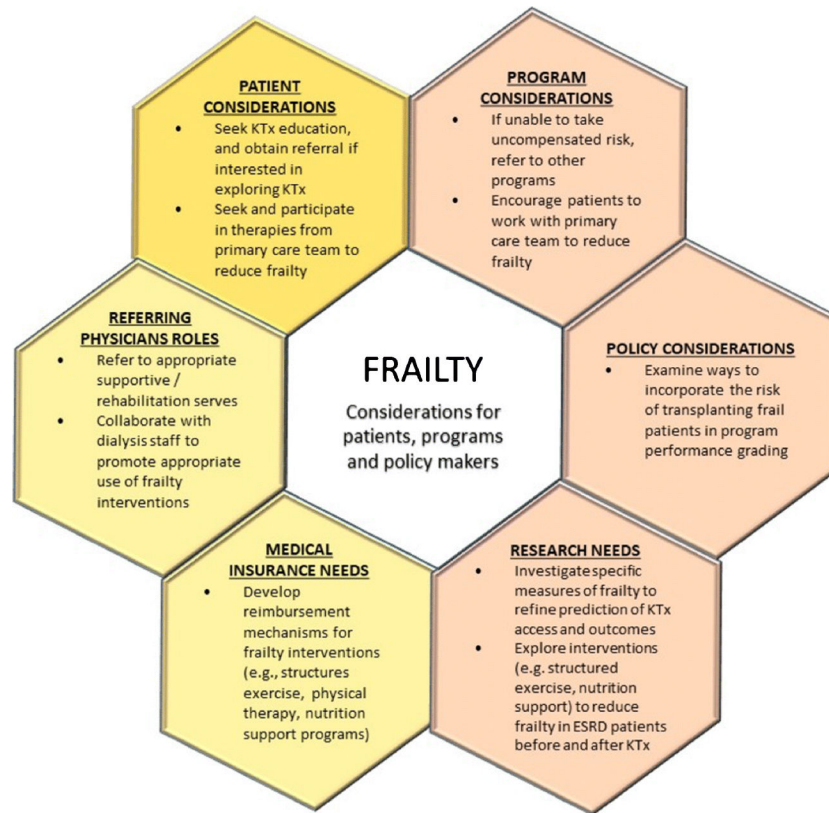 PATIENT
CONSIDERATIONS
• Seek KTx education,
and obtain referral if
interested in
exploring KTx
• Seek and participate
in therapies from
primary care team to
reduce frailty
PROGRAM
CONSIDERATIONS
• If unable to take
uncompensated risk,
refer to other
programs
• Encourage patients to
work with primary
care team to reduce
frailty
REFERRING
PHYSICIANS ROLES
• Refer to appropriate
supportive /
rehabilitation serves
• Collaborate with
dialysis staff to
promote appropriate
use of frailty
interventions
FRAILTY
Considerations for
patients, programs
and policy makers
POLICY CONSIDERATIONS
• Examine ways to
incorporate the risk
of transplanting frail
patients in program
performance grading
MEDICAL
INSURANCE NEEDS
• Develop
reimbursement
mechanisms for
frailty interventions
(e.g., structures
exercise, physical
therapy, nutrition
support programs)
RESEARCH NEEDS
• Investigate specific
measures of frailty to
refine prediction of KTx
access and outcomes
• Explore interventions
(e.g. structured
exercise, nutrition
support) to reduce
frailty in ESRD patients
before and after KTx